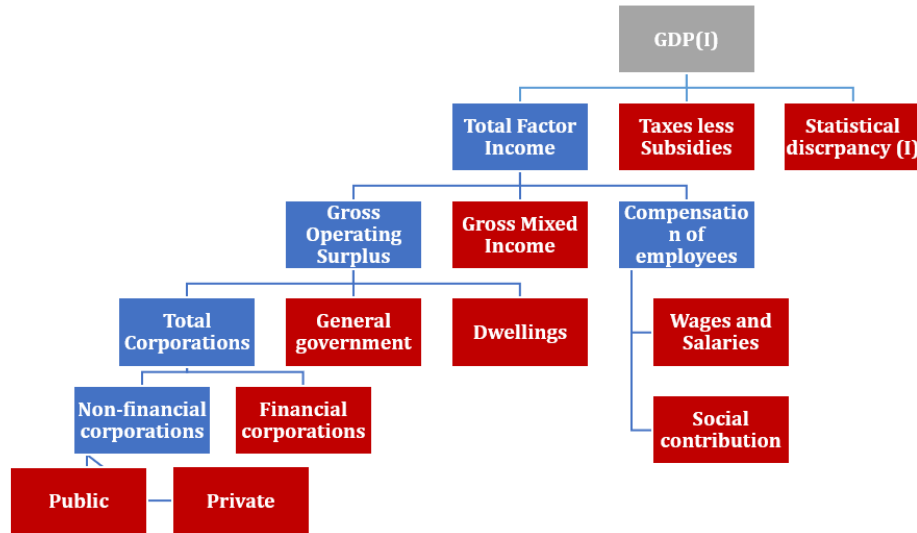 GDP(I)
Total Factor
Income
Taxes less
Subsidies
Statistical
discrpancy (I)
Gross
Operating
Surplus
Gross Mixed
Income
Compensatio
n of
employees
Total
Corporations
General
government
Dwellings
Wages and
Salaries
Non-financial
corporations
Financial
corporations
Social
contribution
Public
Private